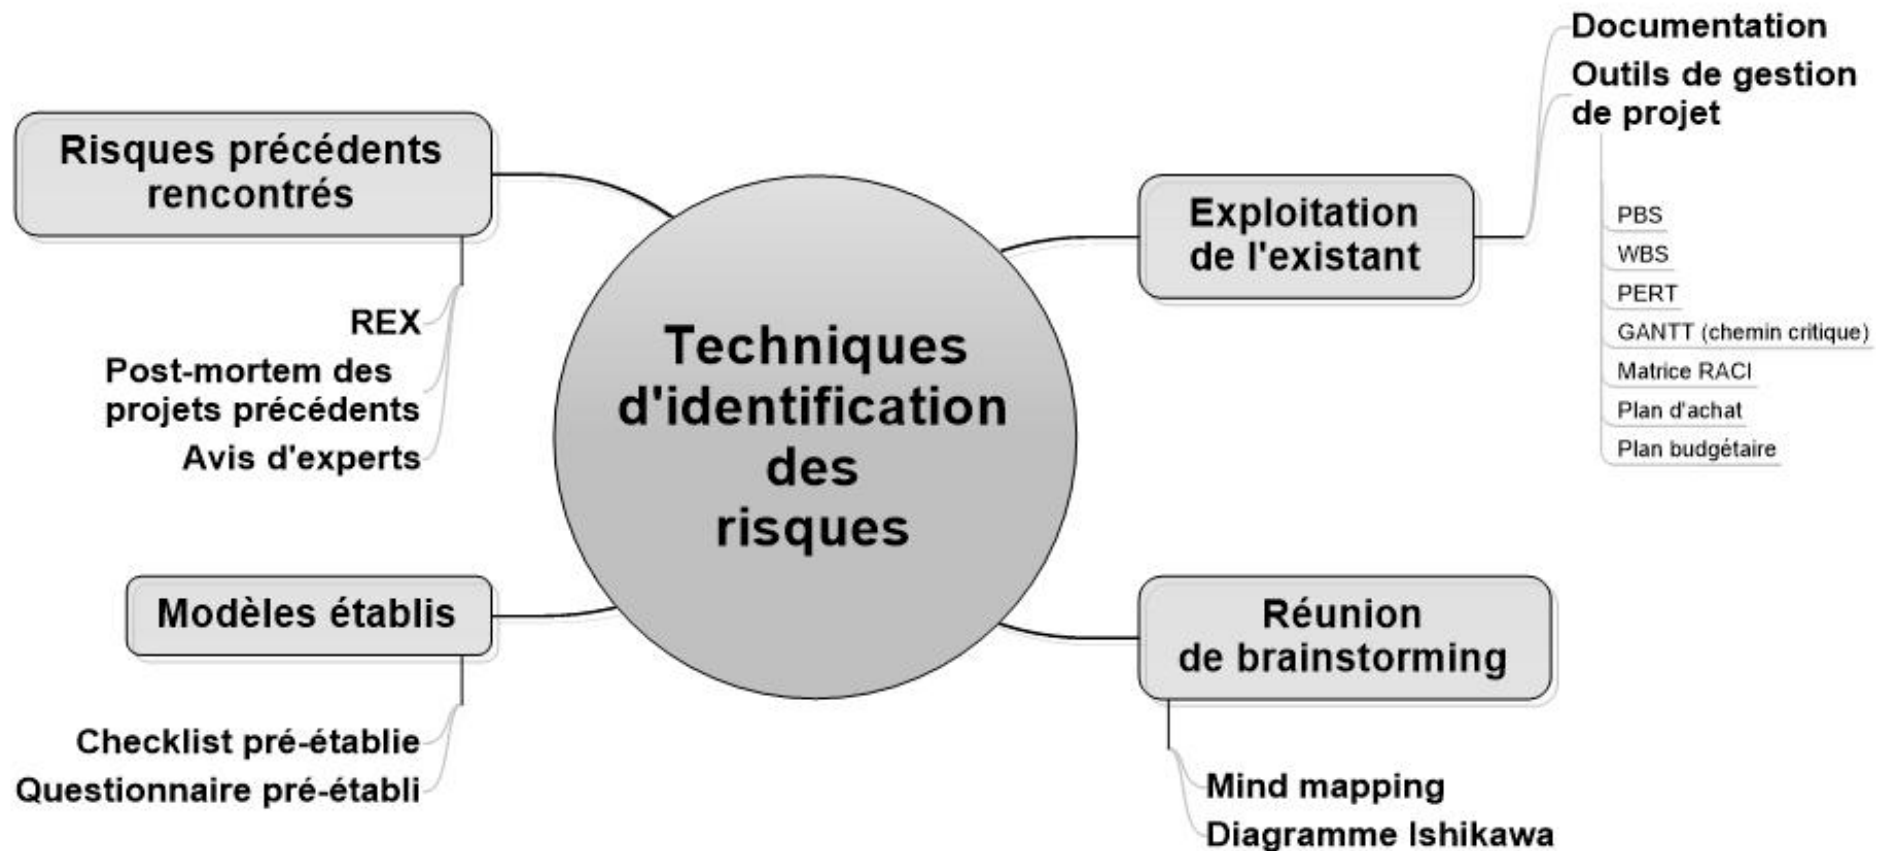 Techniques
d'identification
des
risques
Risques précédents
rencontrés
REX
Post-mortem des
projets précédents
Avis d'experts
Modèles établis
Checklist pré-établie
Questionnaire pré-établi
Exploitation
de l'existant
Documentation
Outils de gestion
de projet
PBS
WBS
PERT
GANTT (chemin critique)
Matrice RACI
Plan d'achat
Plan budgétaire
Réunion
de brainstorming
Mind mapping
Diagramme Ishikawa